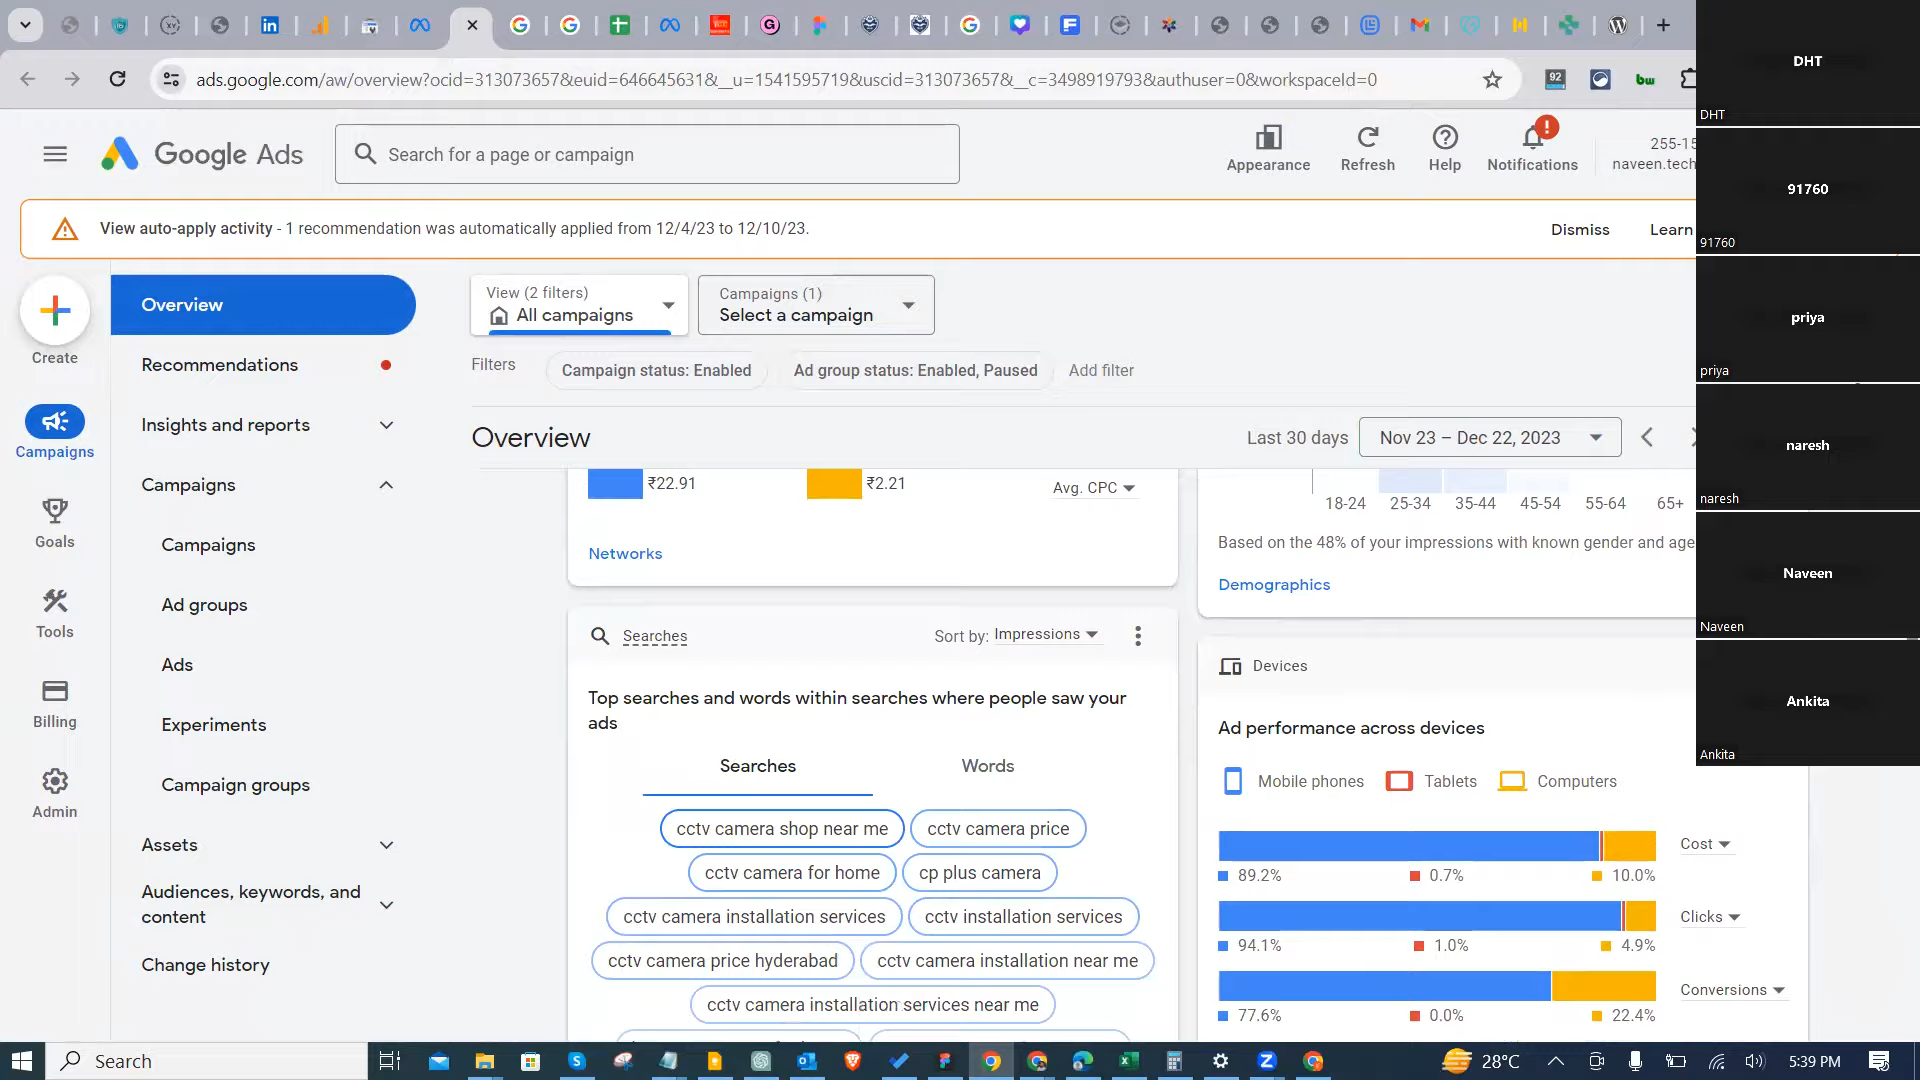 ads.google.com/aw/overview?ocid=313073657&euid=646645631&__u=1541595719&uscid=313073657&__c=3498919793&authuser=0&workspaceId=0
92
bw
Google Ads
Search for a page or campaign
Appearance
Refresh
Help
Notifications
255-15
naveen.tech
View auto-apply activity - 1 recommendation was automatically applied from 12/4/23 to 12/10/23.
Dismiss
Learn
Create
Campaigns
Goals
Tools
Billing
Admin
Overview
Recommendations
Insights and reports
Campaigns
Campaigns
Ad groups
Ads
Experiments
Campaign groups
Assets
Audiences, keywords, and
content
Change history
View (2 filters)
All campaigns
Campaigns (1)
Select a campaign
Filters
Campaign status: Enabled
Ad group status: Enabled, Paused
Add filter
Overview
Last 30 days
Nov 23 – Dec 22, 2023
₹22.91
₹2.21
Avg. CPC
Networks
18-24 25-34 35-44 45-54 55-64 65+
Based on the 48% of your impressions with known gender and age
Demographics
Searches
Sort by: Impressions
Top searches and words within searches where people saw your
ads
Searches
Words
cctv camera shop near me
cctv camera price
cctv camera for home
cp plus camera
cctv camera installation services
cctv installation services
cctv camera price hyderabad
cctv camera installation near me
cctv camera installation services near me
Devices
Ad performance across devices
Mobile phones
Tablets
Computers
Cost
89.2% 0.7% 10.0%
Clicks
94.1% 1.0% 4.9%
Conversions
77.6% 0.0% 22.4%
DHT
DHT
91760
91760
priya
priya
naresh
naresh
Naveen
Naveen
Ankita
Ankita
Search
28°C
5:39 PM